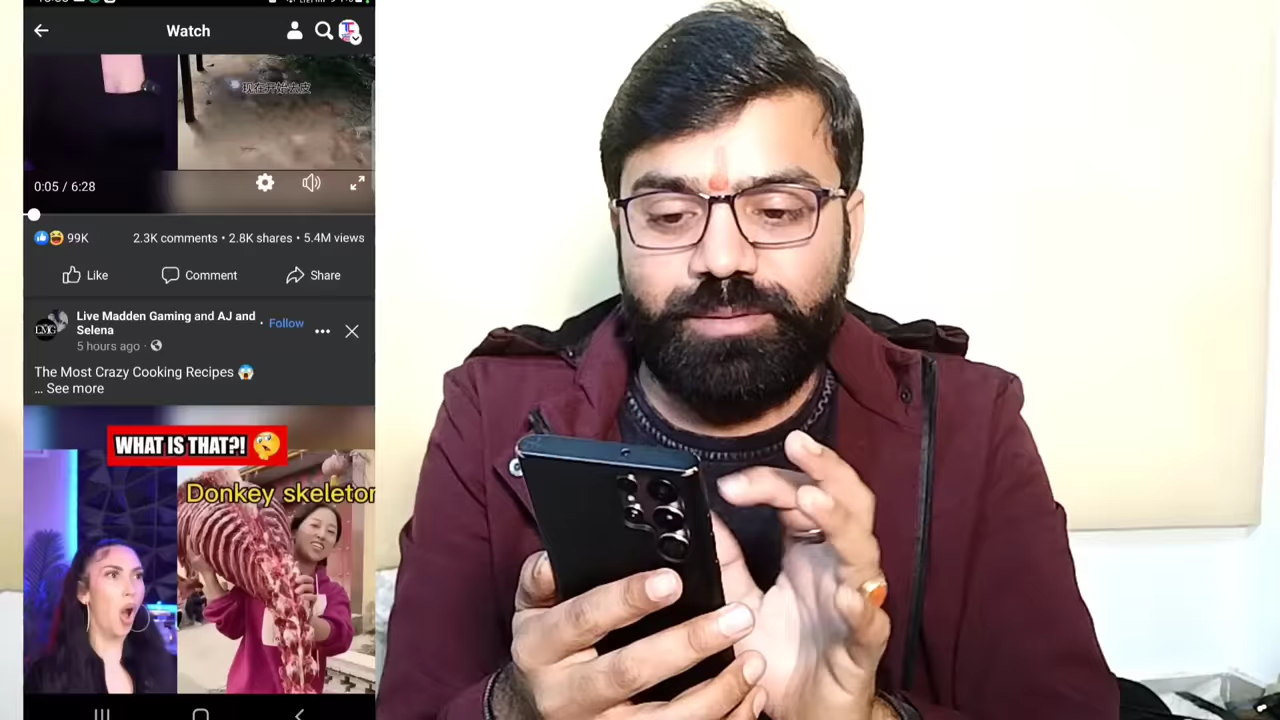 Watch
现在开始去皮
0:05 / 6:28
99K
2.3K comments • 2.8K shares • 5.4M views
Like
Comment
Share
Live Madden Gaming and AJ and
Selena
· Follow
5 hours ago ·
LMG
The Most Crazy Cooking Recipes 😱
... See more
WHAT IS THAT?! 🤔
Donkey skeleton